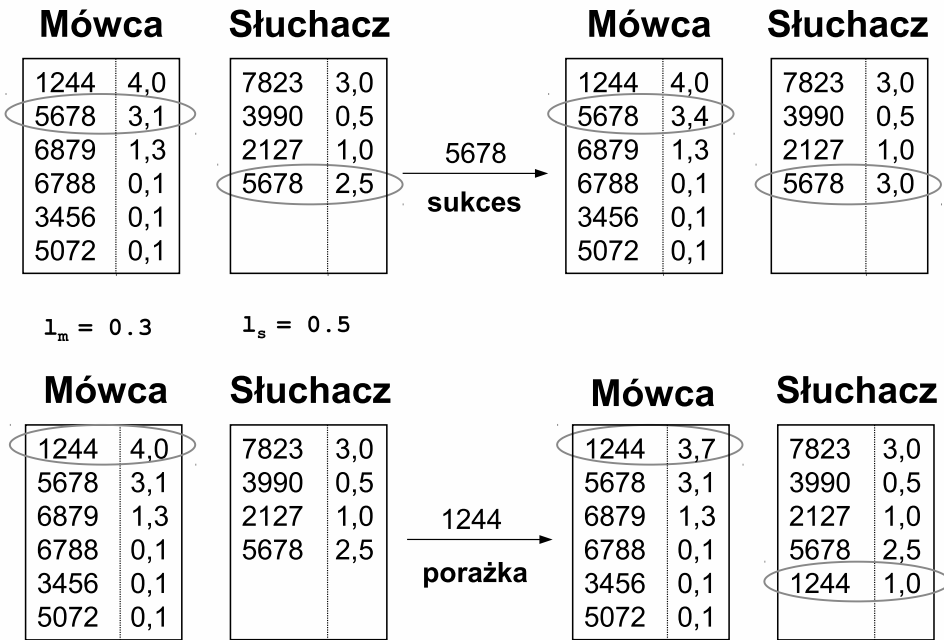 Mówca Słuchacz Mówca Słuchacz
1244 4,0 7823 3,0 1244 4,0 7823 3,0
5678 3,1 3990 0,5 5678 3,4 3990 0,5
6879 1,3 2127 1,0 5678 6879 1,3 2127 1,0
6788 0,1 5678 2,5 sukces 6788 0,1 5678 3,0
3456 0,1 3456 0,1
5072 0,1 5072 0,1
lm = 0.3 ls = 0.5
Mówca Słuchacz Mówca Słuchacz
1244 4,0 7823 3,0 1244 3,7 7823 3,0
5678 3,1 3990 0,5 5678 3,1 3990 0,5
6879 1,3 2127 1,0 1244 6879 1,3 2127 1,0
6788 0,1 5678 2,5 porażka 6788 0,1 5678 2,5
3456 0,1 3456 0,1 1244 1,0
5072 0,1 5072 0,1